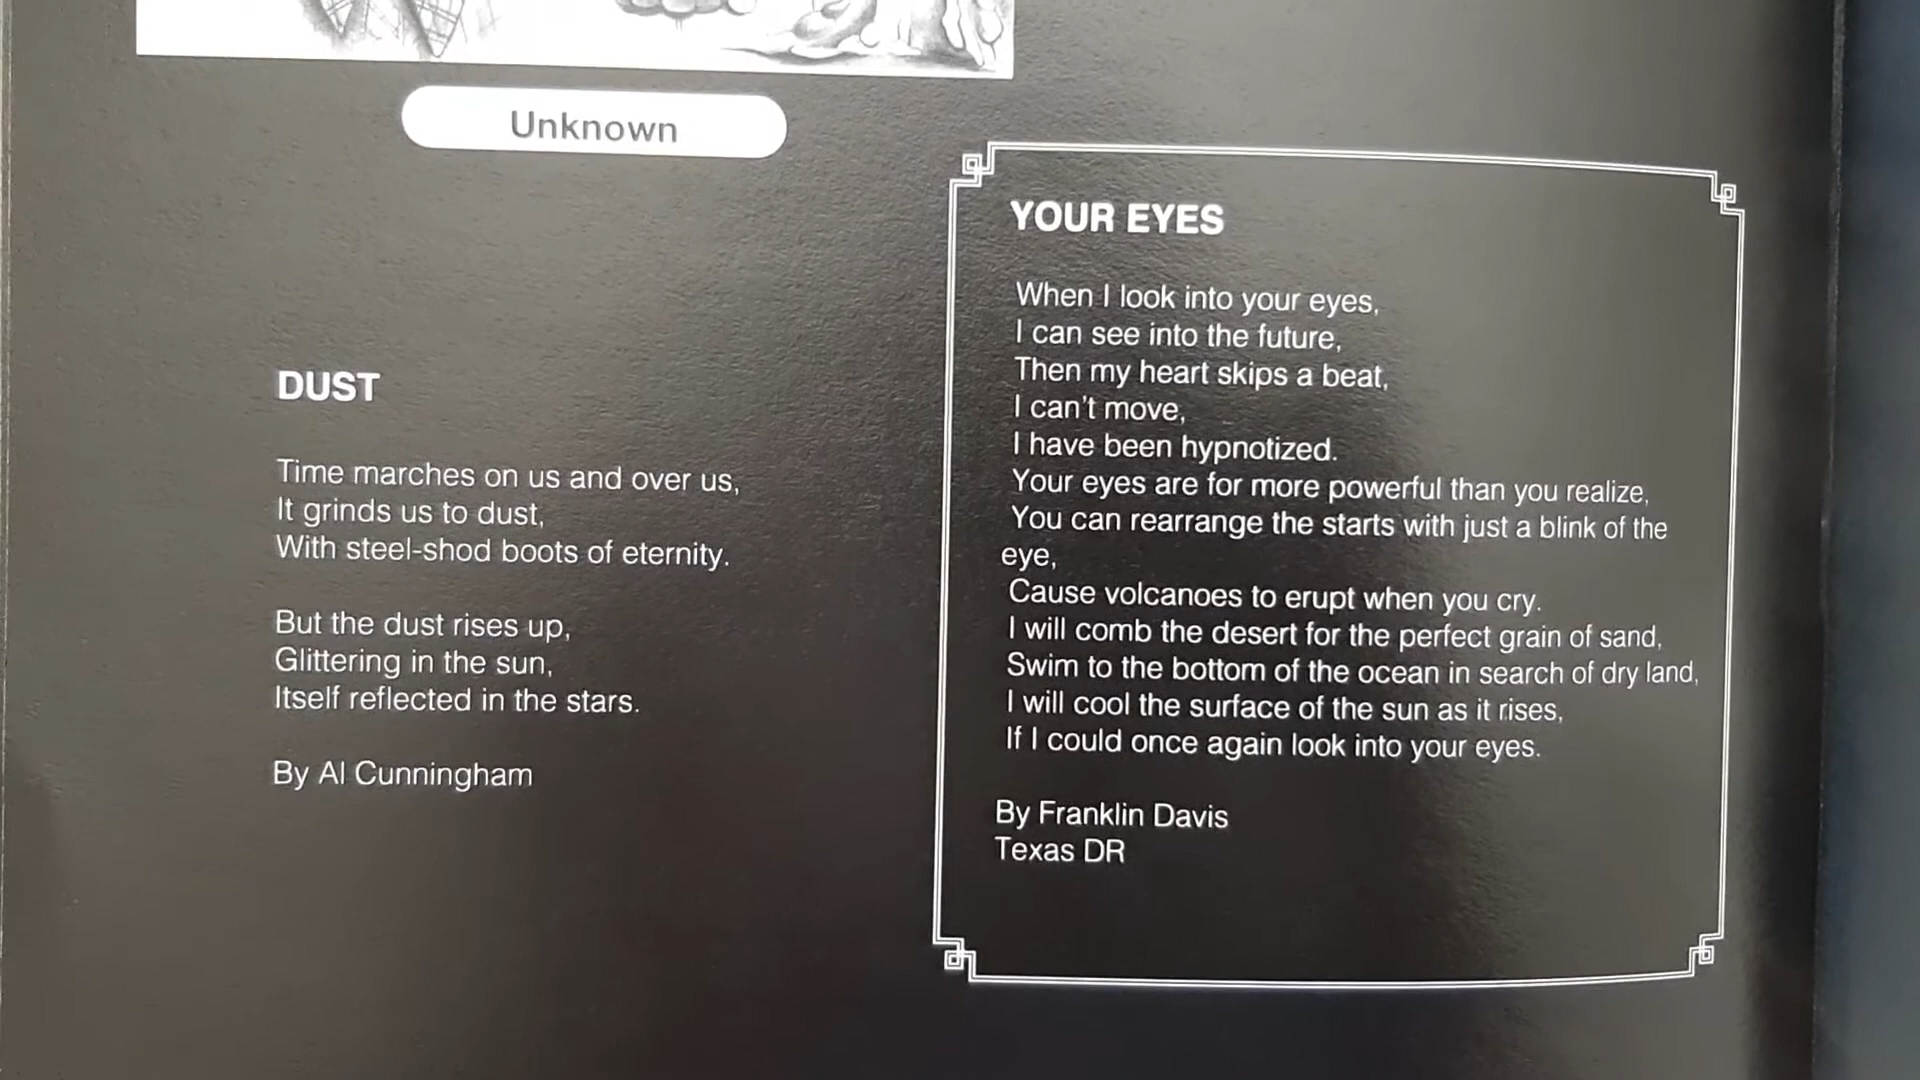 Unknown
DUST
Time marches on us and over us,
It grinds us to dust,
With steel-shod boots of eternity.
But the dust rises up,
Glittering in the sun,
Itself reflected in the stars.
By Al Cunningham
YOUR EYES
When I look into your eyes,
I can see into the future,
Then my heart skips a beat,
I can't move,
I have been hypnotized.
Your eyes are for more powerful than you realize,
You can rearrange the starts with just a blink of the
eye,
Cause volcanoes to erupt when you cry.
I will comb the desert for the perfect grain of sand,
Swim to the bottom of the ocean in search of dry land,
I will cool the surface of the sun as it rises,
If I could once again look into your eyes.
By Franklin Davis
Texas DR